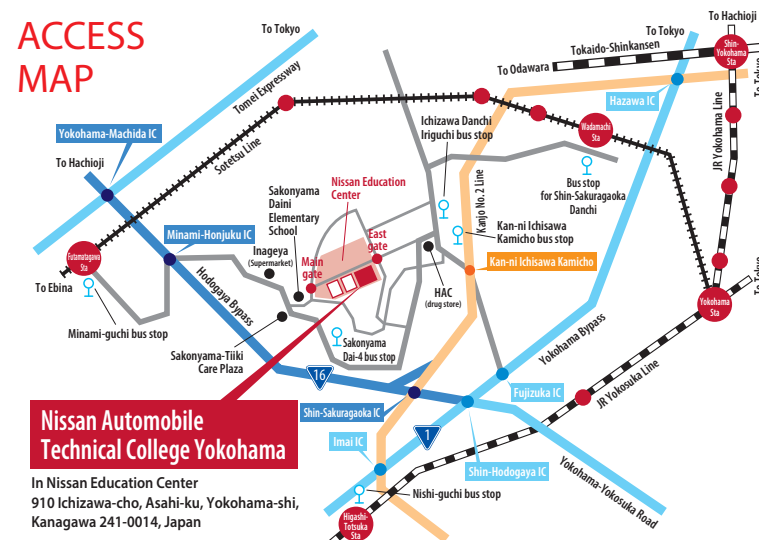 ACCESS
MAP
To Tokyo
Tomei Expressway
Sotetsu Line
Yokohama-Machida IC
To Hachioji
Minami-Honjuku IC
Futamatagawa
Sta
To Ebina
Minami-guchi bus stop
Hodogaya Bypass
Sakonyama
Daini
Elementary
School
Inageya
(Supermarket)
Nissan Education
Center
Main
gate
East
gate
Sakonyama-Tiiki
Care Plaza
Sakonyama
Dai-4 bus stop
HAC
(drug store)
Ichizawa Danchi
Iriguchi bus stop
Kanjo No. 2 Line
Kan-ni Ichisawa
Kamicho bus stop
Kan-ni Ichisawa Kamicho
Wadamachi
Sta
Bus stop
for Shin-Sakuragaoka
Danchi
To Tokyo
To Hachioji
Tokaido-Shinkansen
To Odawara
Shin-
Yokohama
Sta
To Tokyo
Hazawa IC
JR Yokohama Line
To Tokyo
Yokohama
Sta
Yokohama Bypass
JR Yokosuka Line
Fujizuka IC
16
Shin-Sakuragaoka IC
1
Imai IC
Shin-Hodogaya IC
Yokohama-Yokosuka Road
Nishi-guchi bus stop
Higashi-
Totsuka
Sta
Nissan Automobile
Technical College Yokohama
In Nissan Education Center
910 Ichizawa-cho, Asahi-ku, Yokohama-shi,
Kanagawa 241-0014, Japan